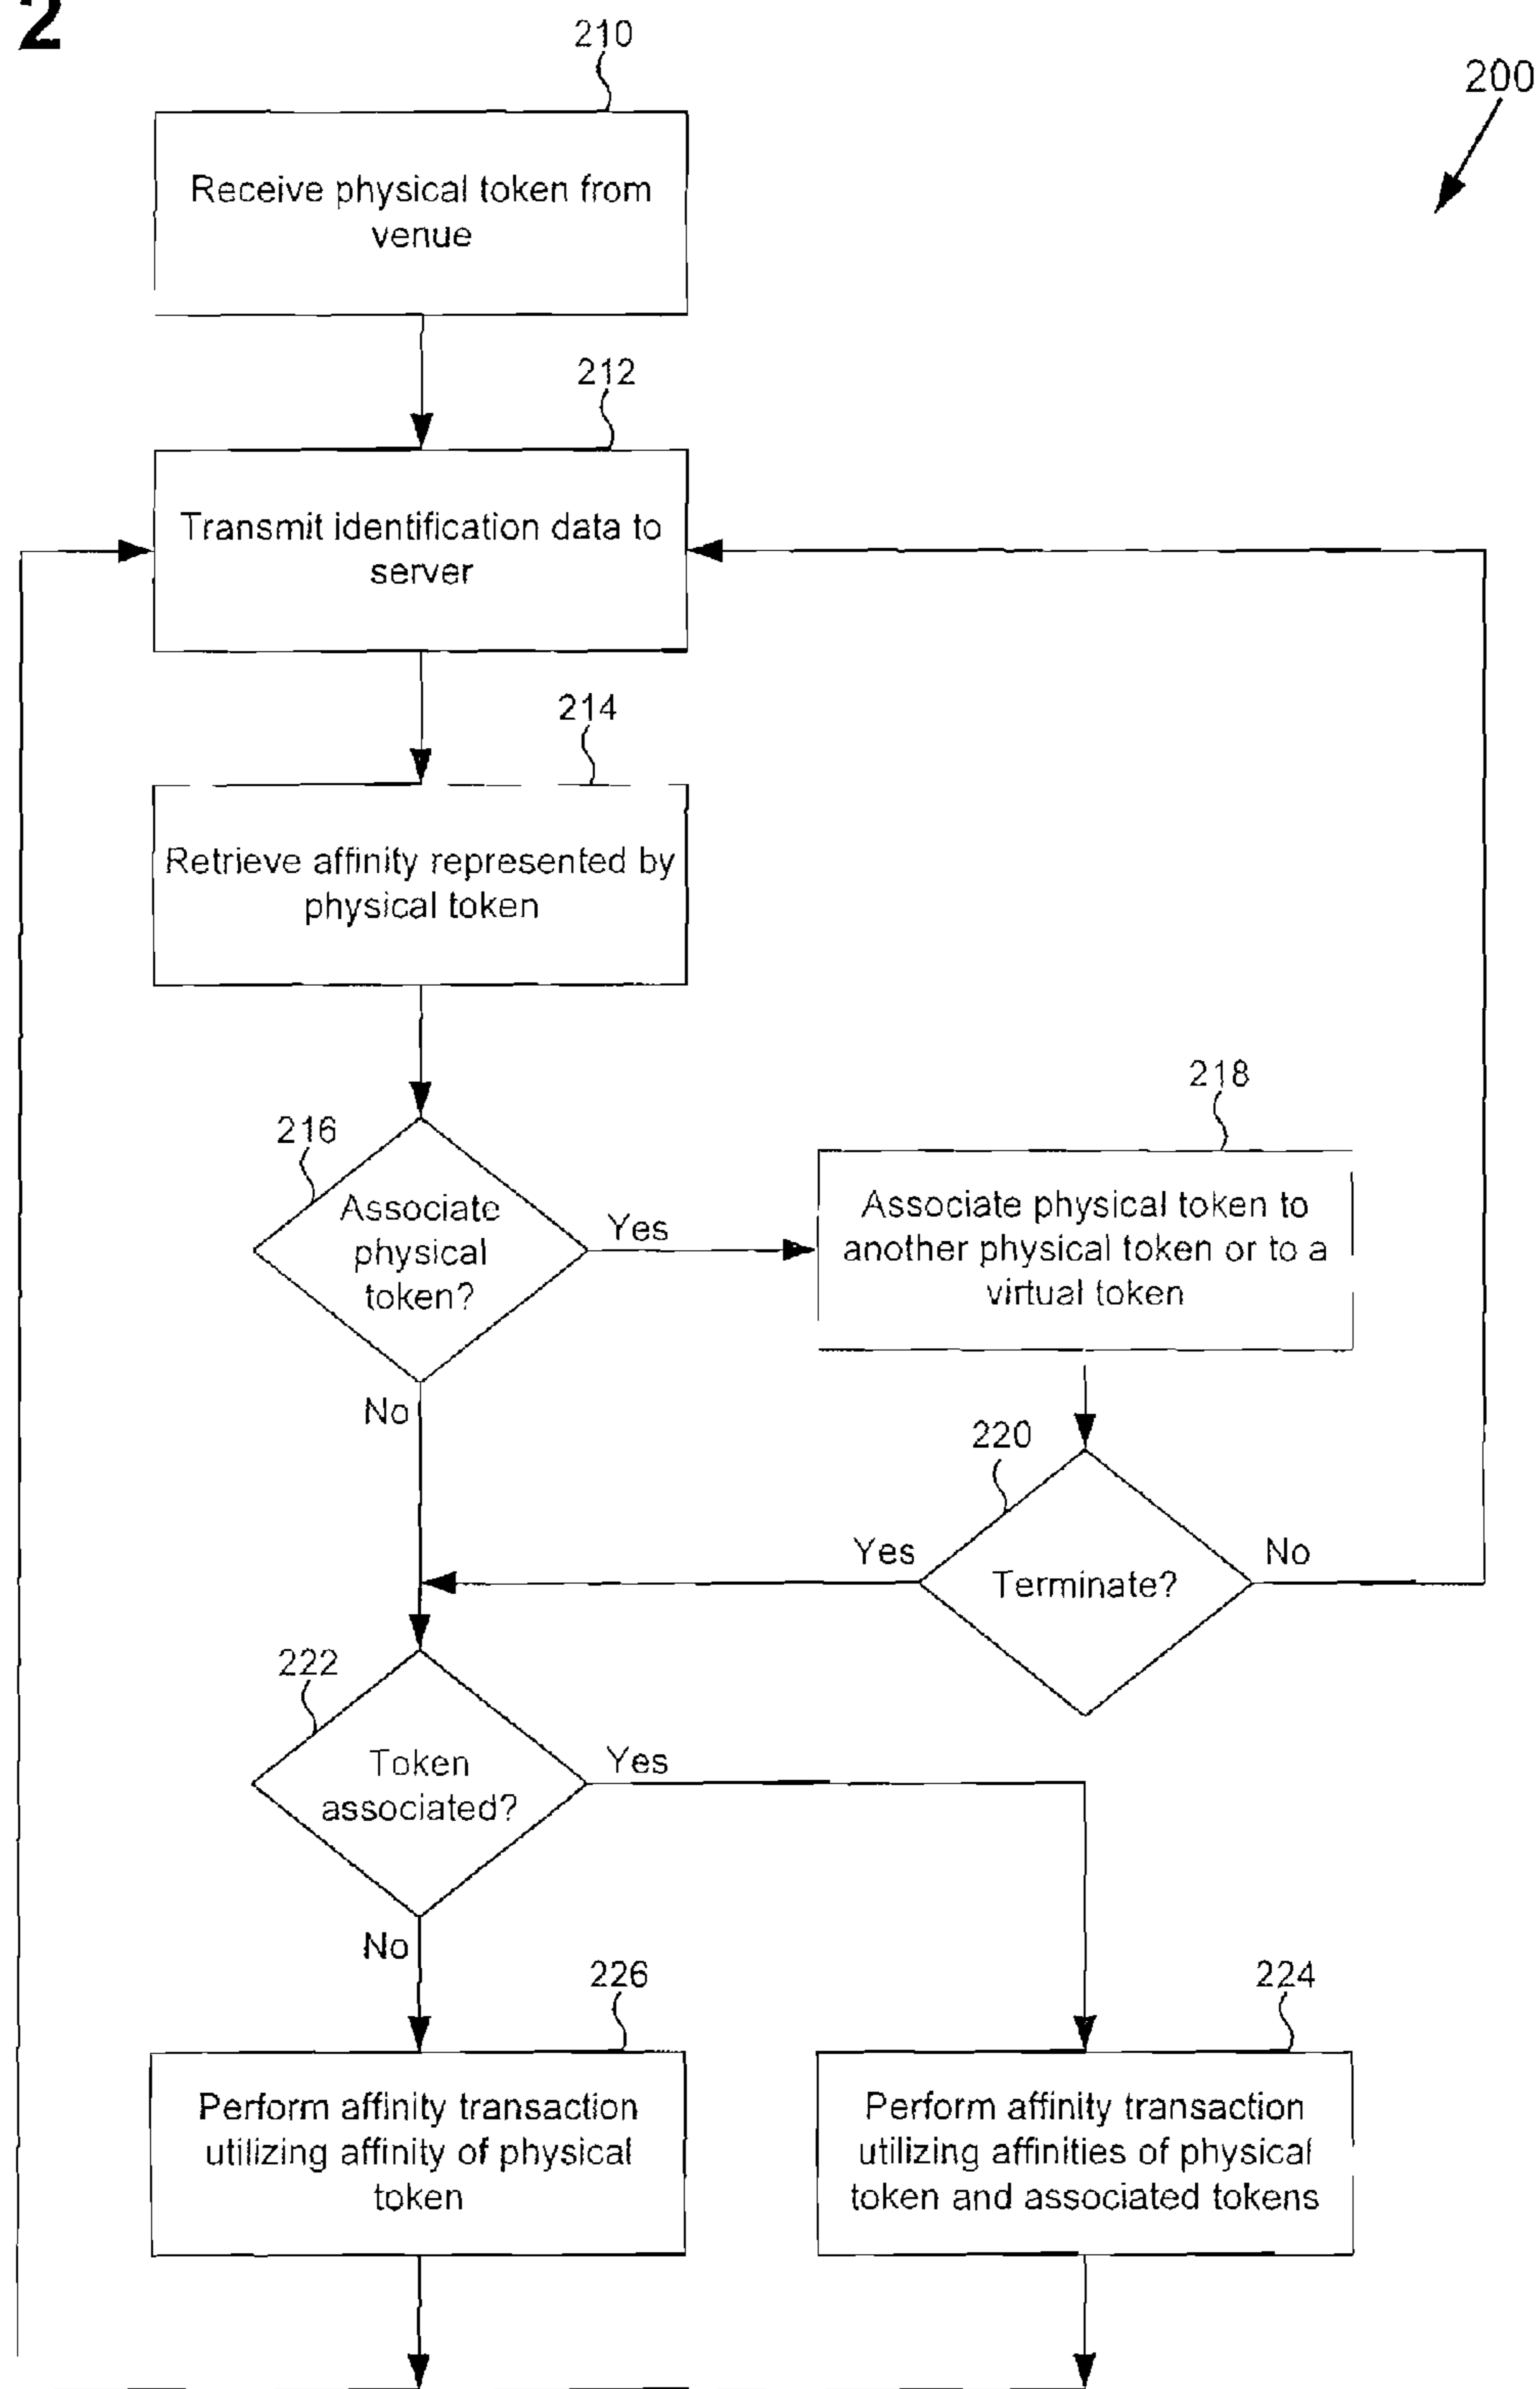 2
210
200
Receive physical token from
venue
212
Transmit identification data to
server
214
Retrieve affinity represented by
physical token
216
Associate
physical
token?
Yes
No
218
Associate physical token to
another physical token or to a
virtual token
220
Terminate?
Yes
No
222
Token
associated?
Yes
No
226
Perform affinity transaction
utilizing affinity of physical
token
224
Perform affinity transaction
utilizing affinities of physical
token and associated tokens